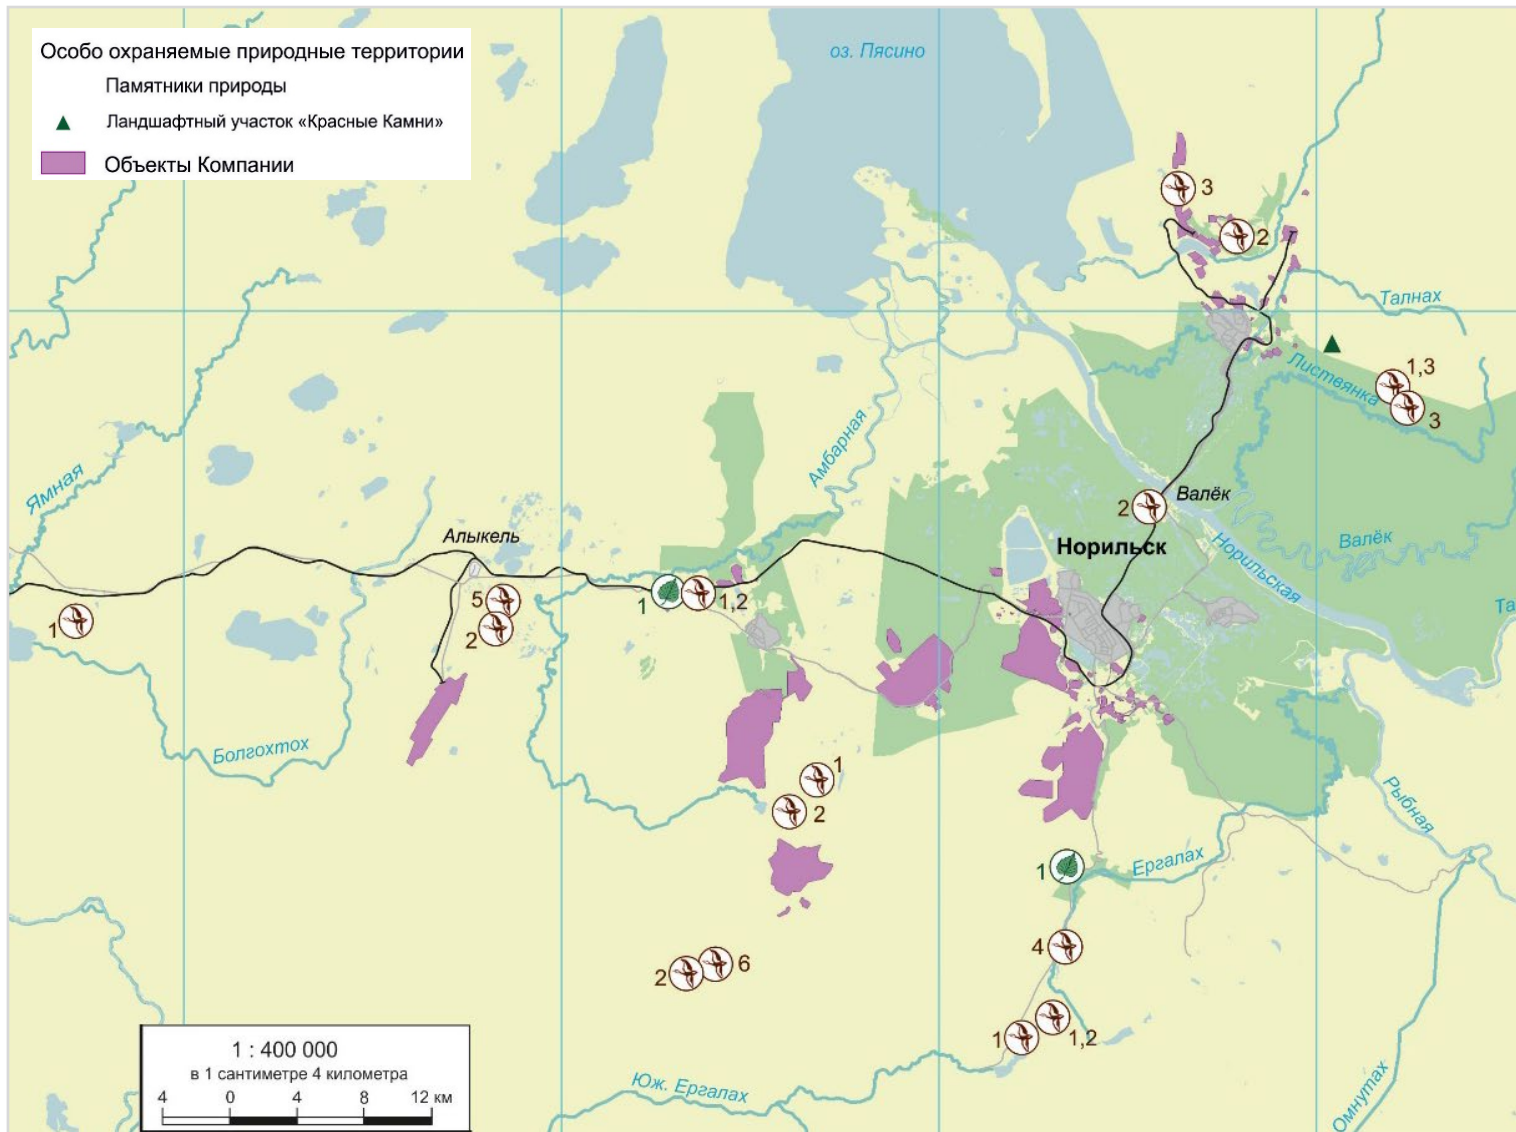 Особо охраняемые природные территории
Памятники природы
Ландшафтный участок «Красные Камни»
Объекты Компании
оз. Пясино
3
2
Талнах
Листвянка
1,3
3
Амбарная
Ямная
2
Валёк
Норильск
Валёк
Норильская
Та
Алыкель
1
5
2
1
1,2
Болгохтох
1
2
Рыбная
1
Ергалах
4
2
6
1
1,2
Юж. Ергалах
Омнутах
1 : 400 000
в 1 сантиметре 4 километра
4 0 4 8 12 км